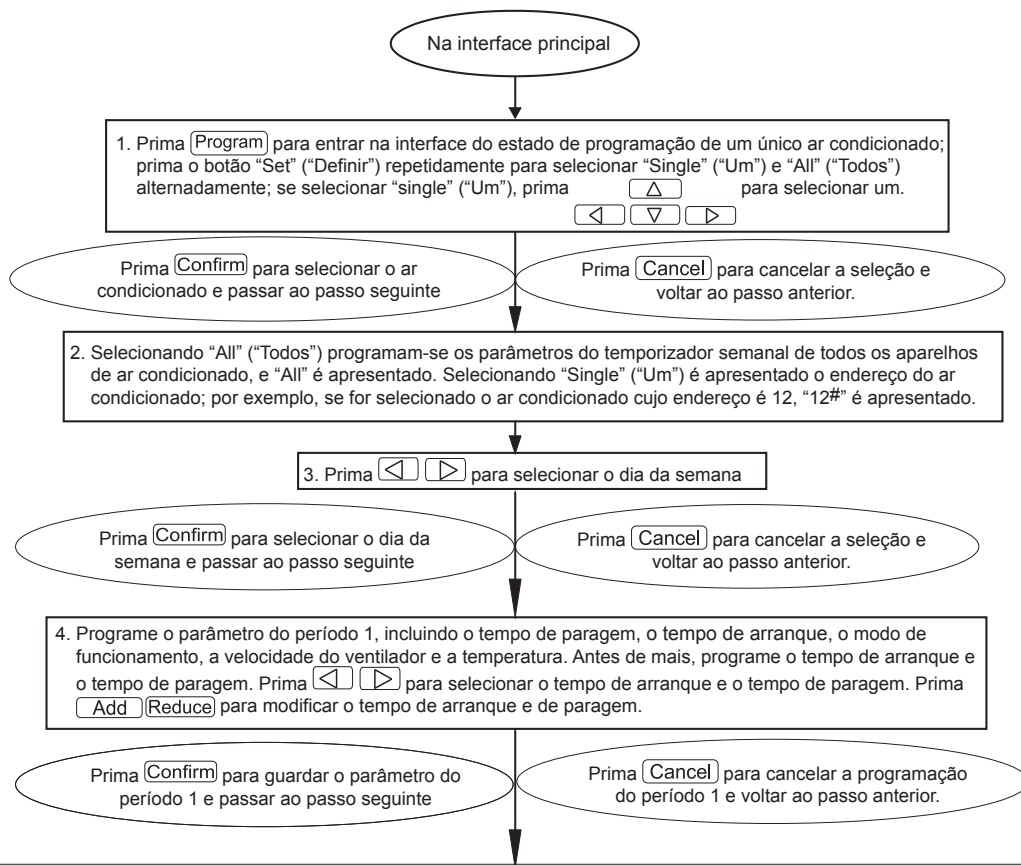 Na interface principal
1. Prima Program para entrar na interface do estado de programação de um único ar condicionado;
prima o botão “Set” (“Definir”) repetidamente para selecionar “Single” (“Um”) e “All” (“Todos”)
alternadamente; se selecionar “single” (“Um”), prima △ para selecionar um.
◁ ▽ ▷
Prima Confirm para selecionar o ar
condicionado e passar ao passo seguinte
Prima Cancel para cancelar a seleção e
voltar ao passo anterior.
2. Selecionando “All” (“Todos”) programam-se os parâmetros do temporizador semanal de todos os aparelhos
de ar condicionado, e “All” é apresentado. Selecionando “Single” (“Um”) é apresentado o endereço do ar
condicionado; por exemplo, se for selecionado o ar condicionado cujo endereço é 12, “12#” é apresentado.
3. Prima ◁ ▷ para selecionar o dia da semana
Prima Confirm para selecionar o dia da
semana e passar ao passo seguinte
Prima Cancel para cancelar a seleção e
voltar ao passo anterior.
4. Programe o parâmetro do período 1, incluindo o tempo de paragem, o tempo de arranque, o modo de
funcionamento, a velocidade do ventilador e a temperatura. Antes de mais, programe o tempo de arranque e
o tempo de paragem. Prima ◁ ▷ para selecionar o tempo de arranque e o tempo de paragem. Prima
Add Reduce para modificar o tempo de arranque e de paragem.
Prima Confirm para guardar o parâmetro do
período 1 e passar ao passo seguinte
Prima Cancel para cancelar a programação
do período 1 e voltar ao passo anterior.